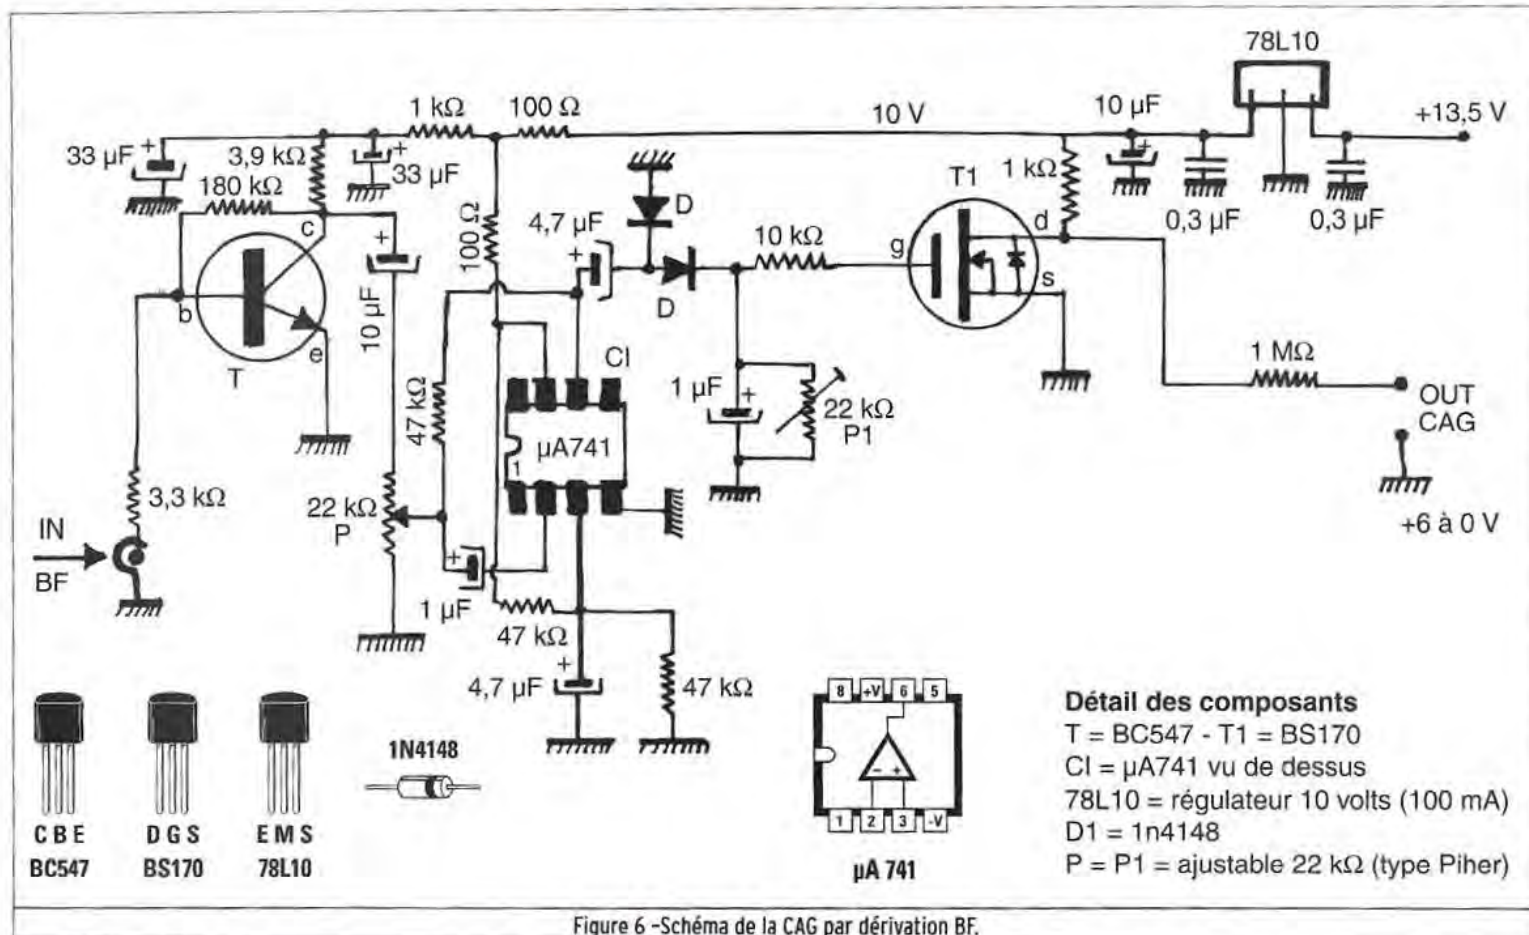 78L10
1 kΩ
100 Ω
10 V
10 µF
+
+13,5 V
33 µF
+
3,9 kΩ
+
33 µF
180 kΩ
c
b
e
T
+
10 µF
100 Ω
4,7 µF
+
D
D
10 kΩ
T1
g
d
s
1 kΩ
0,3 µF
0,3 µF
1 MΩ
OUT
CAG
+6 à 0 V
CI
µA741
1
47 kΩ
1 µF
+
22 kΩ
P1
3,3 kΩ
22 kΩ
P
IN
BF
+
1 µF
47 kΩ
+
4,7 µF
47 kΩ
C B E
BC547
D G S
BS170
E M S
78L10
1N4148
8 +V 6 5
- +
1 2 3 -V
µA 741
Détail des composants
T = BC547 - T1 = BS170
CI = µA741 vu de dessus
78L10 = régulateur 10 volts (100 mA)
D1 = 1n4148
P = P1 = ajustable 22 kΩ (type Piher)
Figure 6 -Schéma de la CAG par dérivation BF.